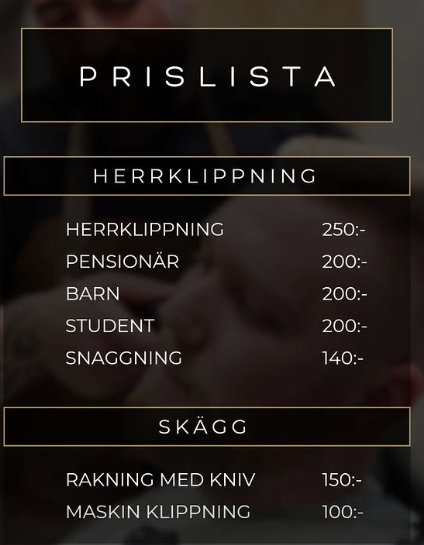 PRISLISTA
HERRKLIPPNING
HERRKLIPPNING 250:-
PENSIONÄR 200:-
BARN 200:-
STUDENT 200:-
SNAGGNING 140:-
SKÄGG
RAKNING MED KNIV 150:-
MASKIN KLIPPNING 100:-